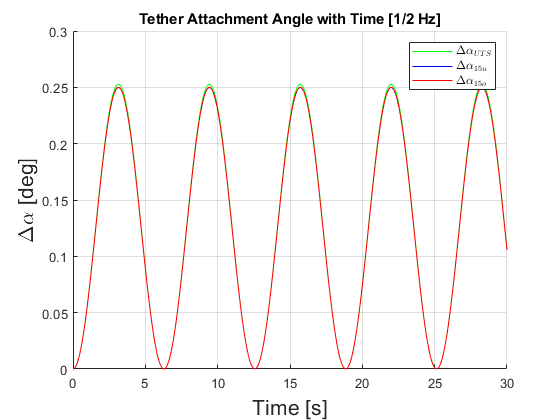 Tether Attachment Angle with Time [1/2 Hz]
0.3
0.25
0.2
0.15
0.1
0.05
0
Δα [deg]
Δα_UTS
Δα_15u
Δα_15o
0 5 10 15 20 25 30
Time [s]